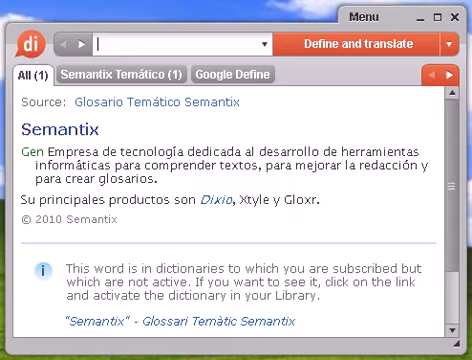 Menu
di
Define and translate
All (1) Semantix Temático (1) Google Define
Source: Glosario Temático Semantix
Semantix
Gen Empresa de tecnología dedicada al desarrollo de herramientas
informáticas para comprender textos, para mejorar la redacción y
para crear glosarios.
Su principales productos son Dixio, Xtyle y Gloxr.
© 2010 Semantix
i
This word is in dictionaries to which you are subscribed but
which are not active. If you want to see it, click on the link
and activate the dictionary in your Library.
"Semantix" - Glossari Temàtic Semantix